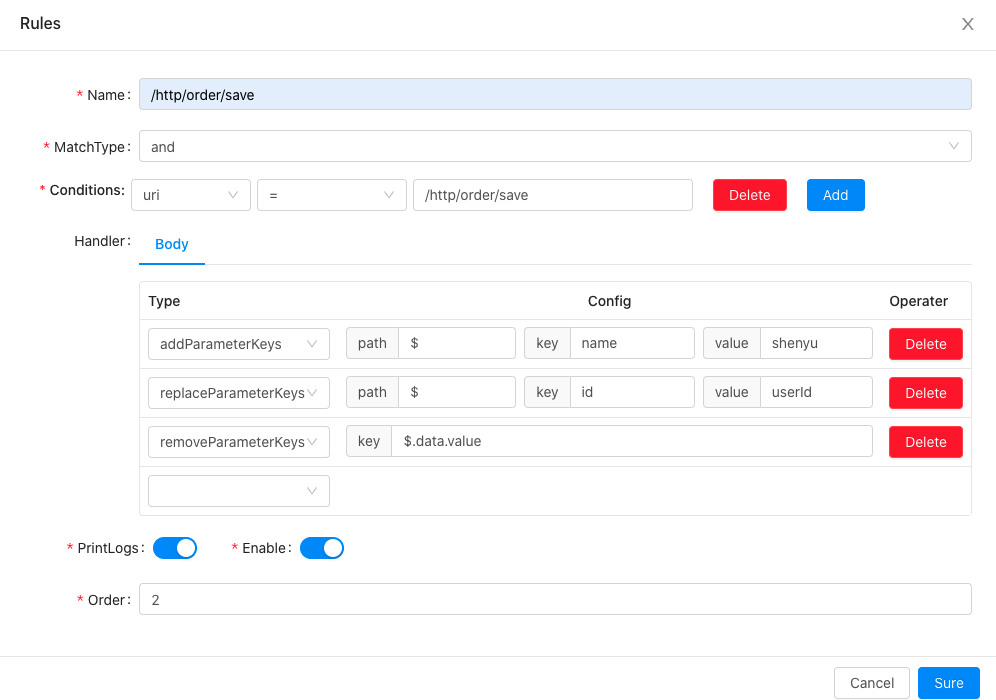 Rules
* Name: /http/order/save
* MatchType: and
* Conditions: uri = /http/order/save Delete Add
Handler: Body
Type Config Operater
addParameterKeys path $ key name value shenyu Delete
replaceParameterKeys path $ key id value userId Delete
removeParameterKeys key $.data.value Delete
* PrintLogs: * Enable:
* Order: 2
Cancel Sure